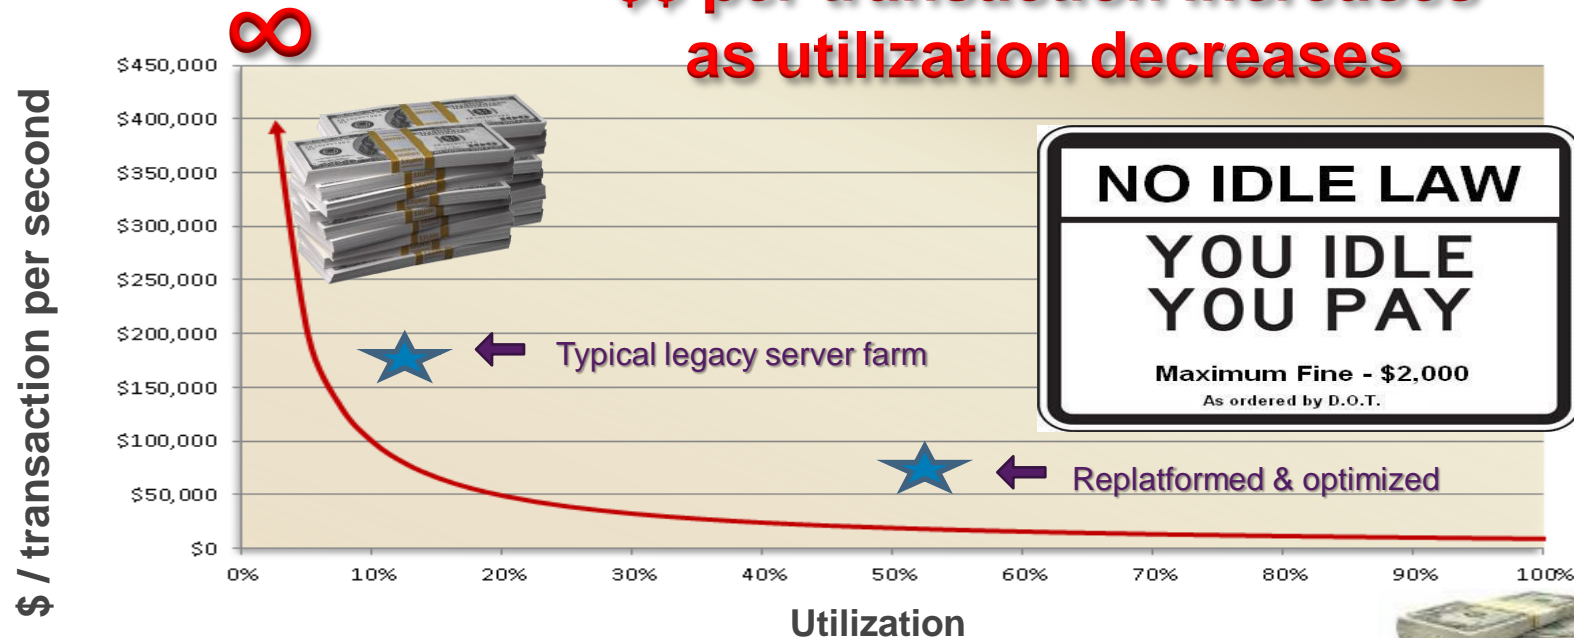 $$ per transaction increases
as utilization decreases
∞
$ / transaction per second
$450,000
$400,000
$350,000
$300,000
$250,000
$200,000
$150,000
$100,000
$50,000
$0
NO IDLE LAW
YOU IDLE
YOU PAY
Maximum Fine - $2,000
As ordered by D.O.T.
Typical legacy server farm
Replatformed & optimized
0% 10% 20% 30% 40% 50% 60% 70% 80% 90% 100%
Utilization